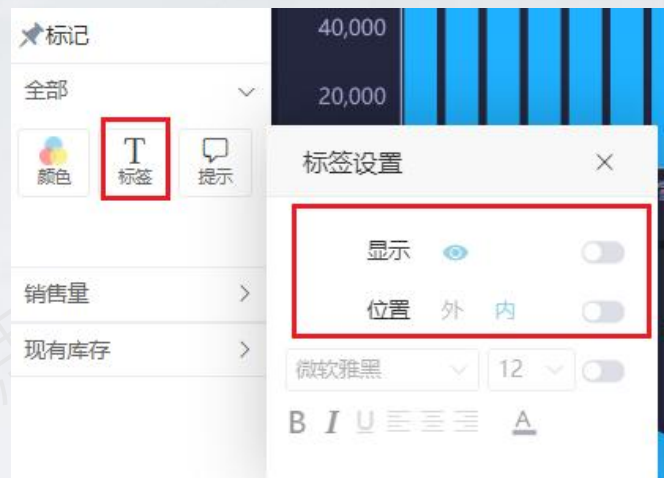 标记
全部
颜色
T
标签
提示
销售量
现有库存
40,000
20,000
标签设置
显示
位置 外 内
微软雅黑 12
B I U A